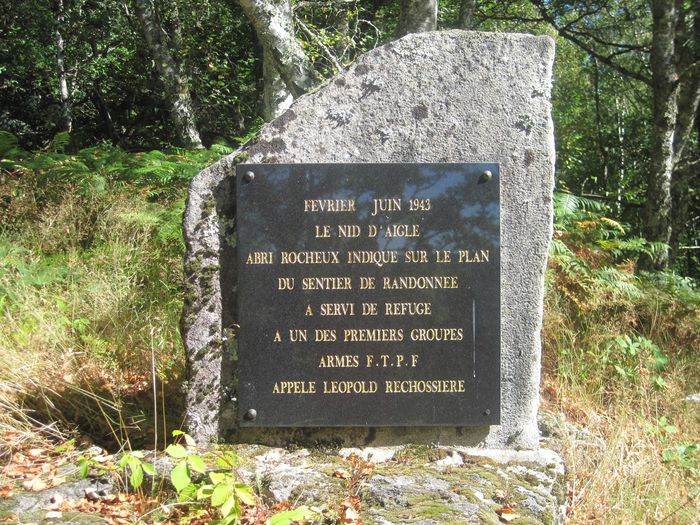 FEVRIER JUIN 1943
LE NID D'AIGLE
ABRI ROCHEUX INDIQUE SUR LE PLAN
DU SENTIER DE RANDONNEE
A SERVI DE REFUGE
A UN DES PREMIERS GROUPES
ARMES F.T.P.F
APPELE LEOPOLD RECHOSSIERE